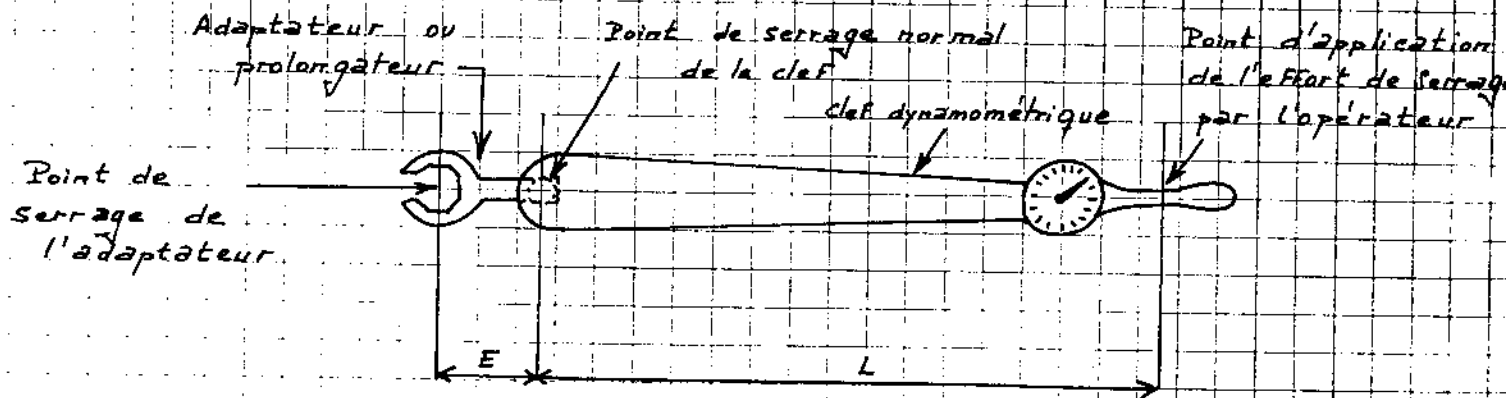 Adaptateur ou
prolongateur
Point de serrage normal
de la clef
Point d'application
de l'effort de serrage
par l'opérateur
clef dynamométrique
Point de
serrage de
l'adaptateur
E
L